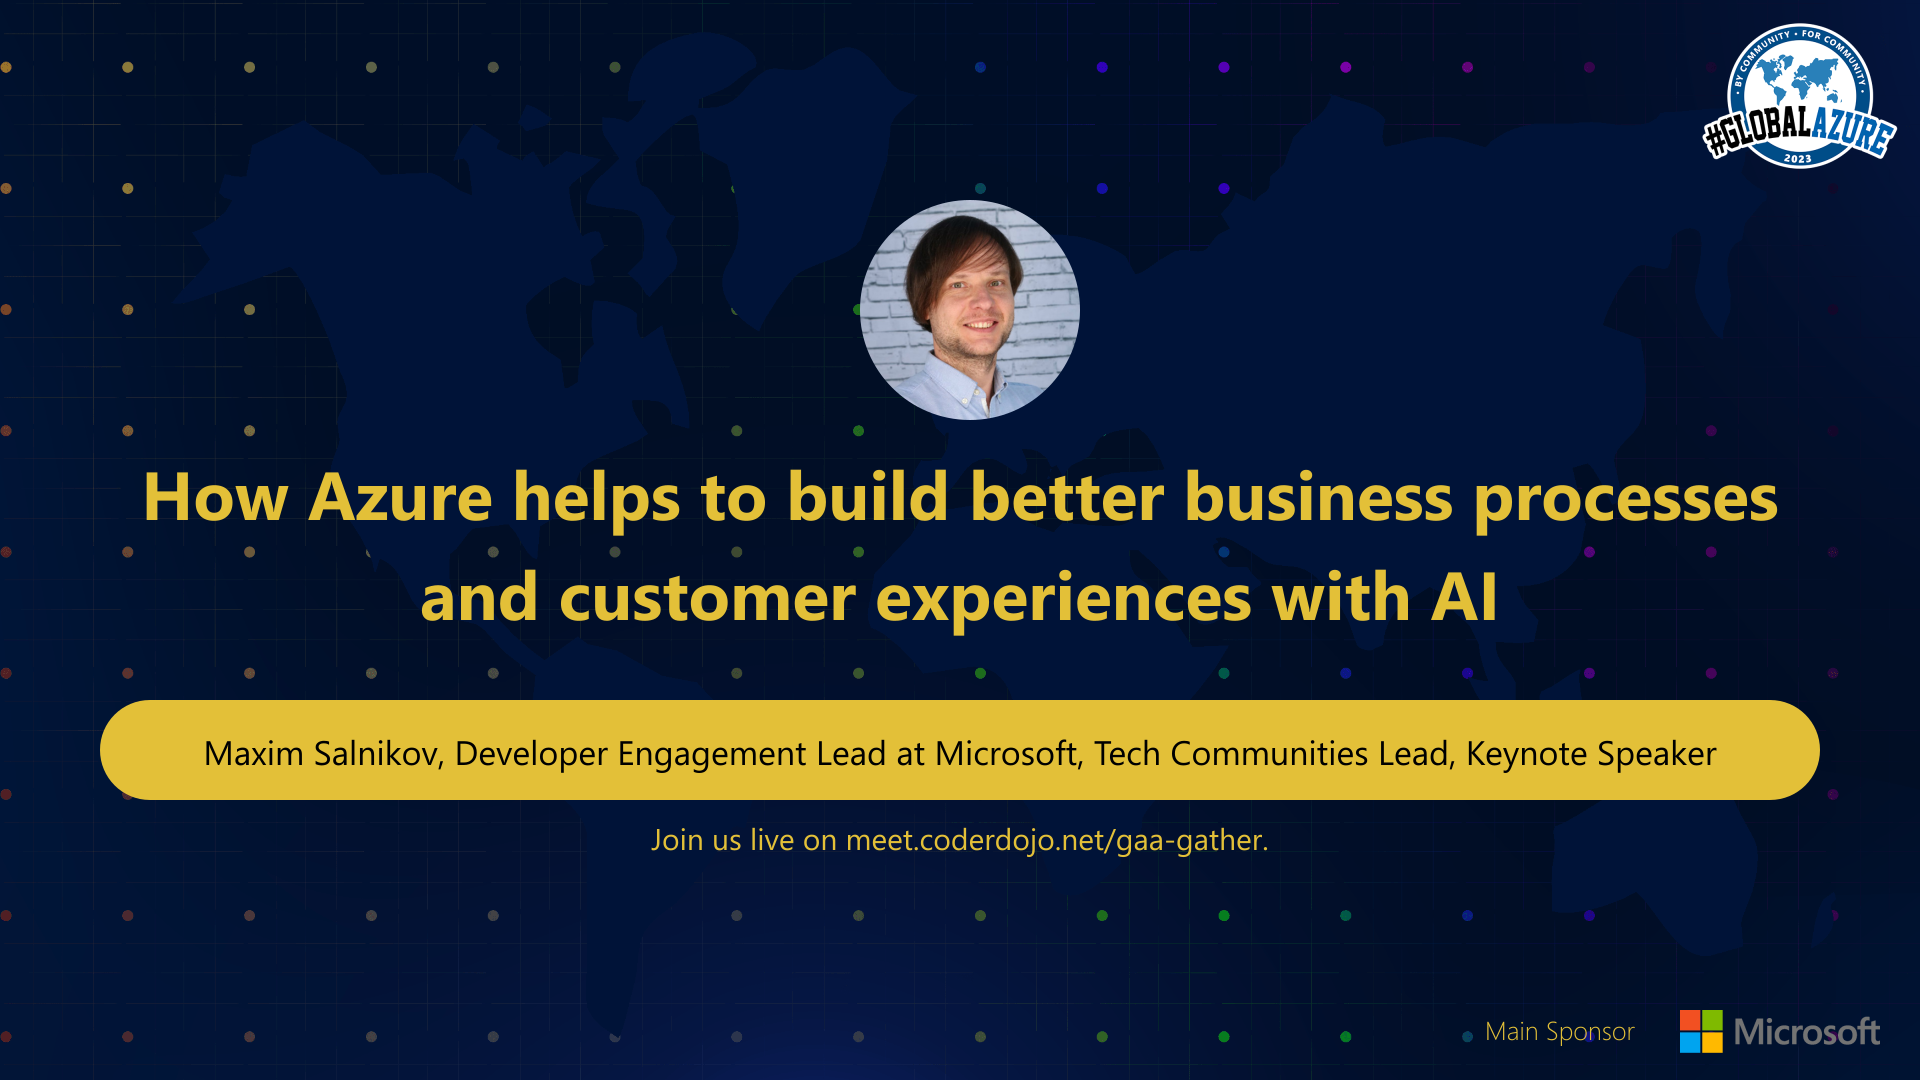 • BY COMMUNITY • FOR COMMUNITY •
#GLOBALAZURE
2023
How Azure helps to build better business processes
and customer experiences with AI
Maxim Salnikov, Developer Engagement Lead at Microsoft, Tech Communities Lead, Keynote Speaker
Join us live on meet.coderdojo.net/gaa-gather.
Main Sponsor
Microsoft